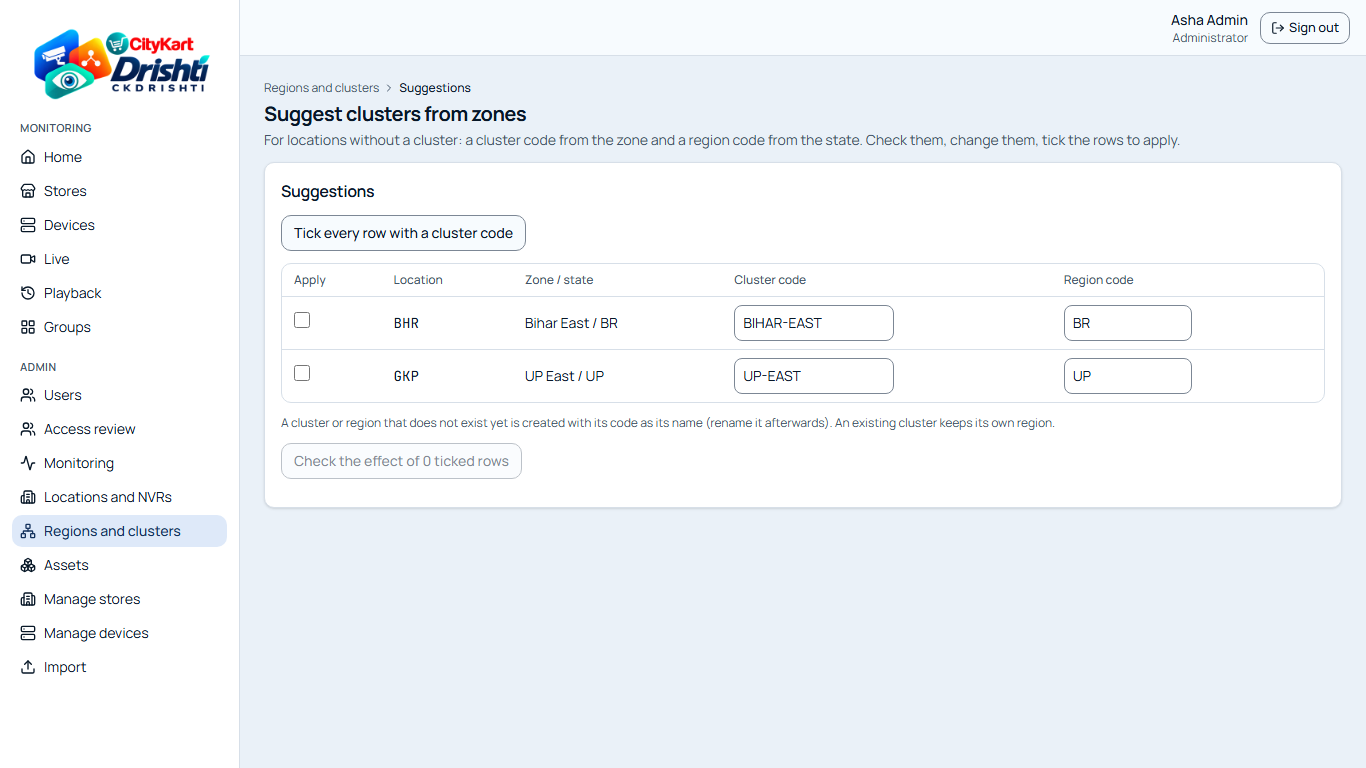 CityKart
Drishti
CKDRISHTI
Asha Admin
Administrator
Sign out
MONITORING
Home
Stores
Devices
Live
Playback
Groups
ADMIN
Users
Access review
Monitoring
Locations and NVRs
Regions and clusters
Assets
Manage stores
Manage devices
Import
Regions and clusters > Suggestions
Suggest clusters from zones
For locations without a cluster: a cluster code from the zone and a region code from the state. Check them, change them, tick the rows to apply.
Suggestions
Tick every row with a cluster code
Apply Location Zone / state Cluster code Region code
BHR Bihar East / BR BIHAR-EAST BR
GKP UP East / UP UP-EAST UP
A cluster or region that does not exist yet is created with its code as its name (rename it afterwards). An existing cluster keeps its own region.
Check the effect of 0 ticked rows